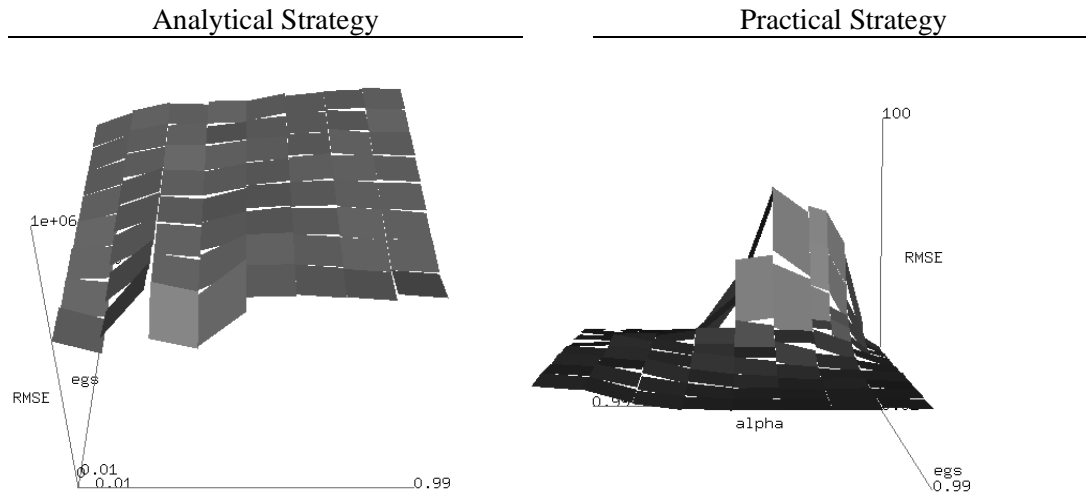 Analytical Strategy
Practical Strategy
1e+06
egs
RMSE
0.01
0.01
0.99
100
RMSE
alpha
egs
0.99